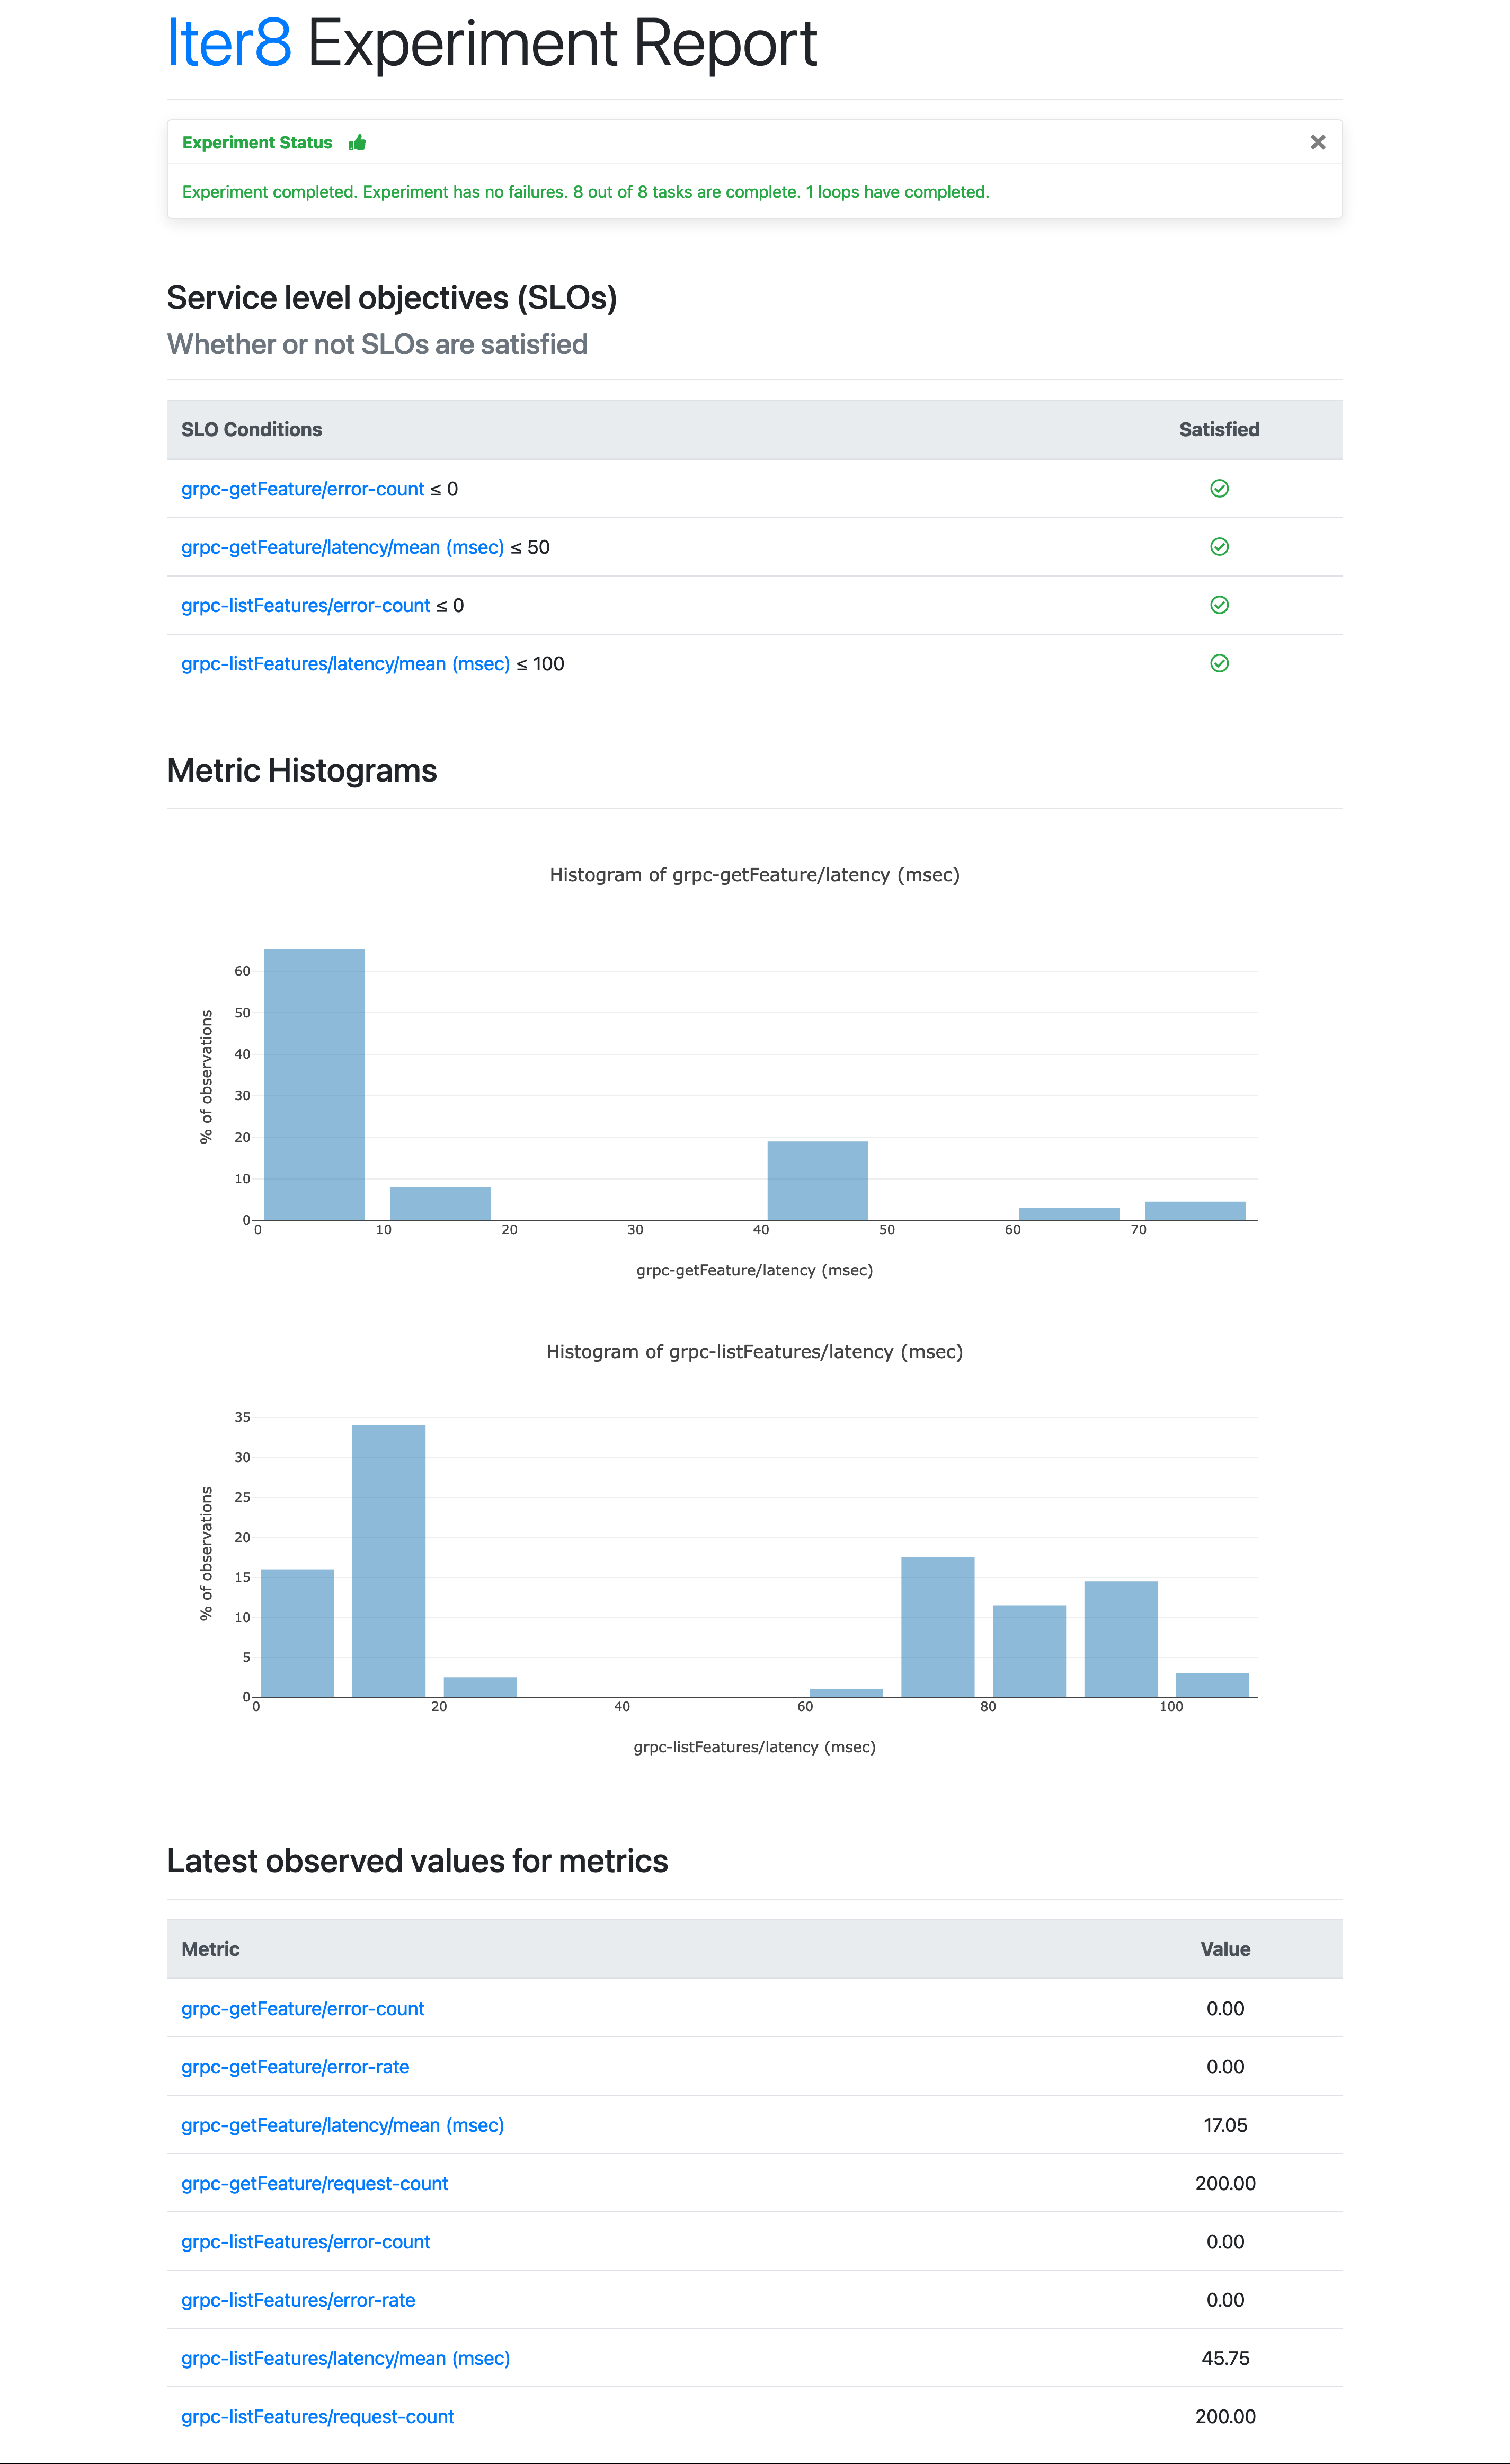 Iter8 Experiment Report
Experiment Status
Experiment completed. Experiment has no failures. 8 out of 8 tasks are complete. 1 loops have completed.
Service level objectives (SLOs)
Whether or not SLOs are satisfied
SLO Conditions Satisfied
grpc-getFeature/error-count ≤ 0
grpc-getFeature/latency/mean (msec) ≤ 50
grpc-listFeatures/error-count ≤ 0
grpc-listFeatures/latency/mean (msec) ≤ 100
Metric Histograms
Histogram of grpc-getFeature/latency (msec)
% of observations
60
50
40
30
20
10
0
0 10 20 30 40 50 60 70
grpc-getFeature/latency (msec)
Histogram of grpc-listFeatures/latency (msec)
% of observations
35
30
25
20
15
10
5
0
0 20 40 60 80 100
grpc-listFeatures/latency (msec)
Latest observed values for metrics
Metric Value
grpc-getFeature/error-count 0.00
grpc-getFeature/error-rate 0.00
grpc-getFeature/latency/mean (msec) 17.05
grpc-getFeature/request-count 200.00
grpc-listFeatures/error-count 0.00
grpc-listFeatures/error-rate 0.00
grpc-listFeatures/latency/mean (msec) 45.75
grpc-listFeatures/request-count 200.00